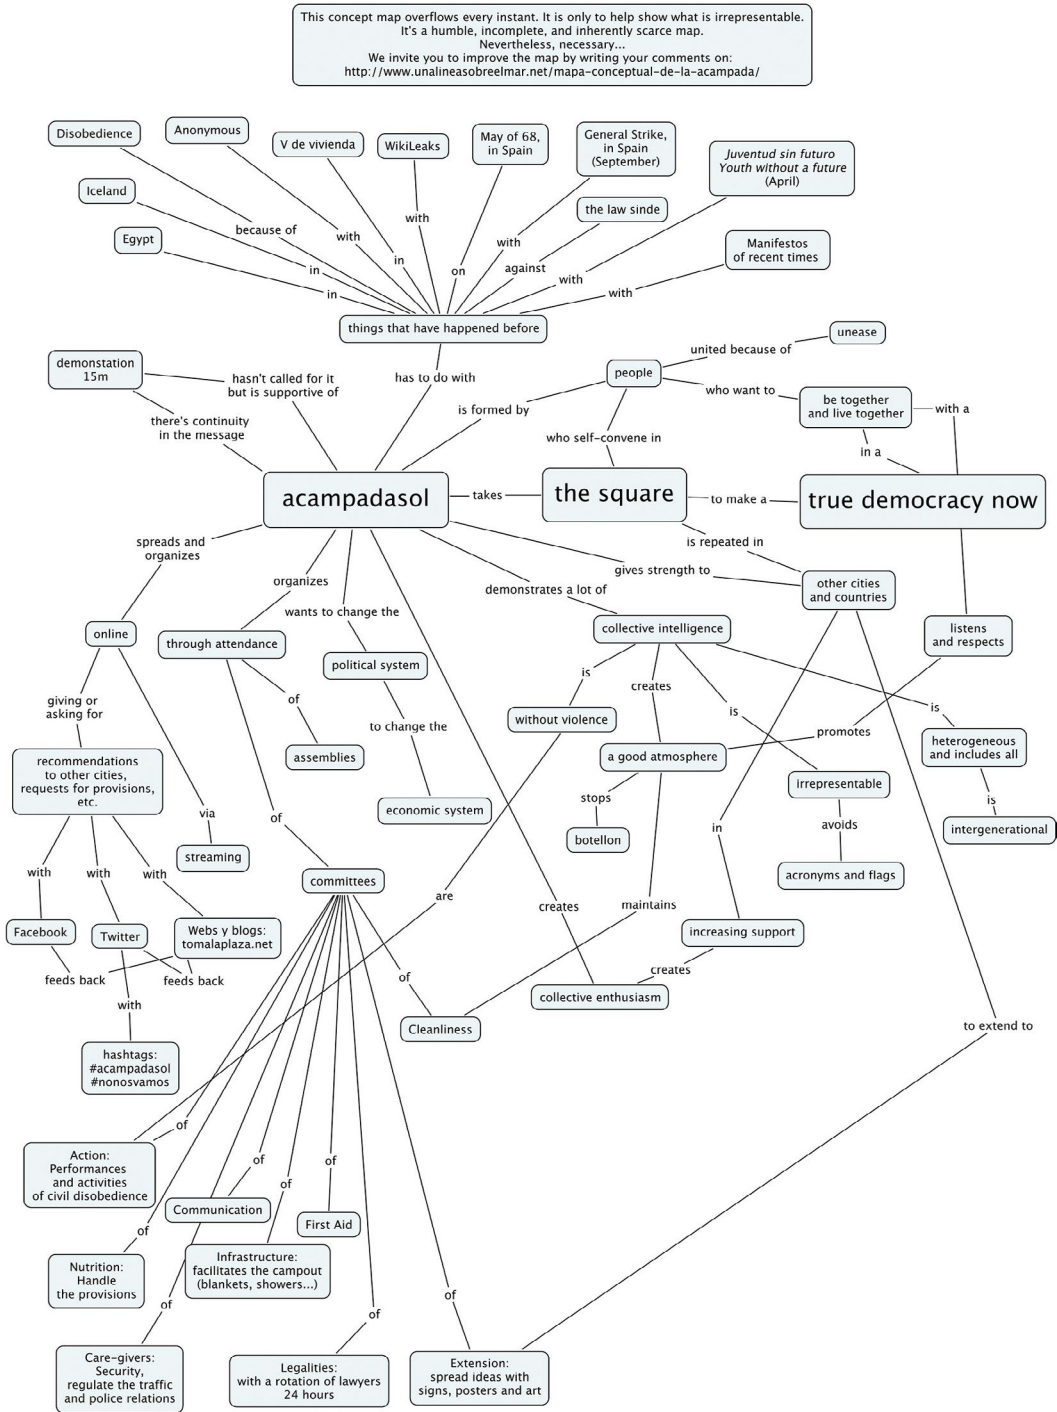 This concept map overflows every instant. It is only to help show what is irrepresentable.
It's a humble, incomplete, and inherently scarce map.
Nevertheless, necessary...
We invite you to improve the map by writing your comments on:
http://www.unalineasobreelmar.net/mapa-conceptual-de-la-acampada/
Disobedience
Anonymous
V de vivienda
WikiLeaks
May of 68,
in Spain
General Strike,
in Spain
(September)
Juventud sin futuro
Youth without a future
(April)
Iceland
the law sinde
Egypt
Manifestos
of recent times
because of
with
in
with
on
with
against
with
with
in
in
things that have happened before
unease
demonstation
15m
hasn't called for it
but is supportive of
has to do with
people
united because of
who want to
be together
and live together
with a
there's continuity
in the message
is formed by
who self-convene in
in a
acampadasol
takes
the square
to make a
true democracy now
spreads and
organizes
organizes
wants to change the
demonstrates a lot of
gives strength to
is repeated in
other cities
and countries
online
through attendance
political system
collective intelligence
listens
and respects
giving or
asking for
of
to change the
is
creates
is
is
promotes
without violence
a good atmosphere
heterogeneous
and includes all
recommendations
to other cities,
requests for provisions,
etc.
assemblies
economic system
stops
irrepresentable
is
via
of
botellon
in
avoids
intergenerational
streaming
committees
acronyms and flags
with
with
with
are
creates
maintains
Facebook
Twitter
Webs y blogs:
tomalaplaza.net
increasing support
feeds back
feeds back
of
creates
collective enthusiasm
with
Cleanliness
to extend to
hashtags:
#acampadasol
#nonosvamos
of
Action:
Performances
and activities
of civil disobedience
of
of
of
Communication
First Aid
of
Nutrition:
Handle
the provisions
Infrastructure:
facilitates the campout
(blankets, showers...)
of
of
of
Care-givers:
Security,
regulate the traffic
and police relations
Legalities:
with a rotation of lawyers
24 hours
Extension:
spread ideas with
signs, posters and art